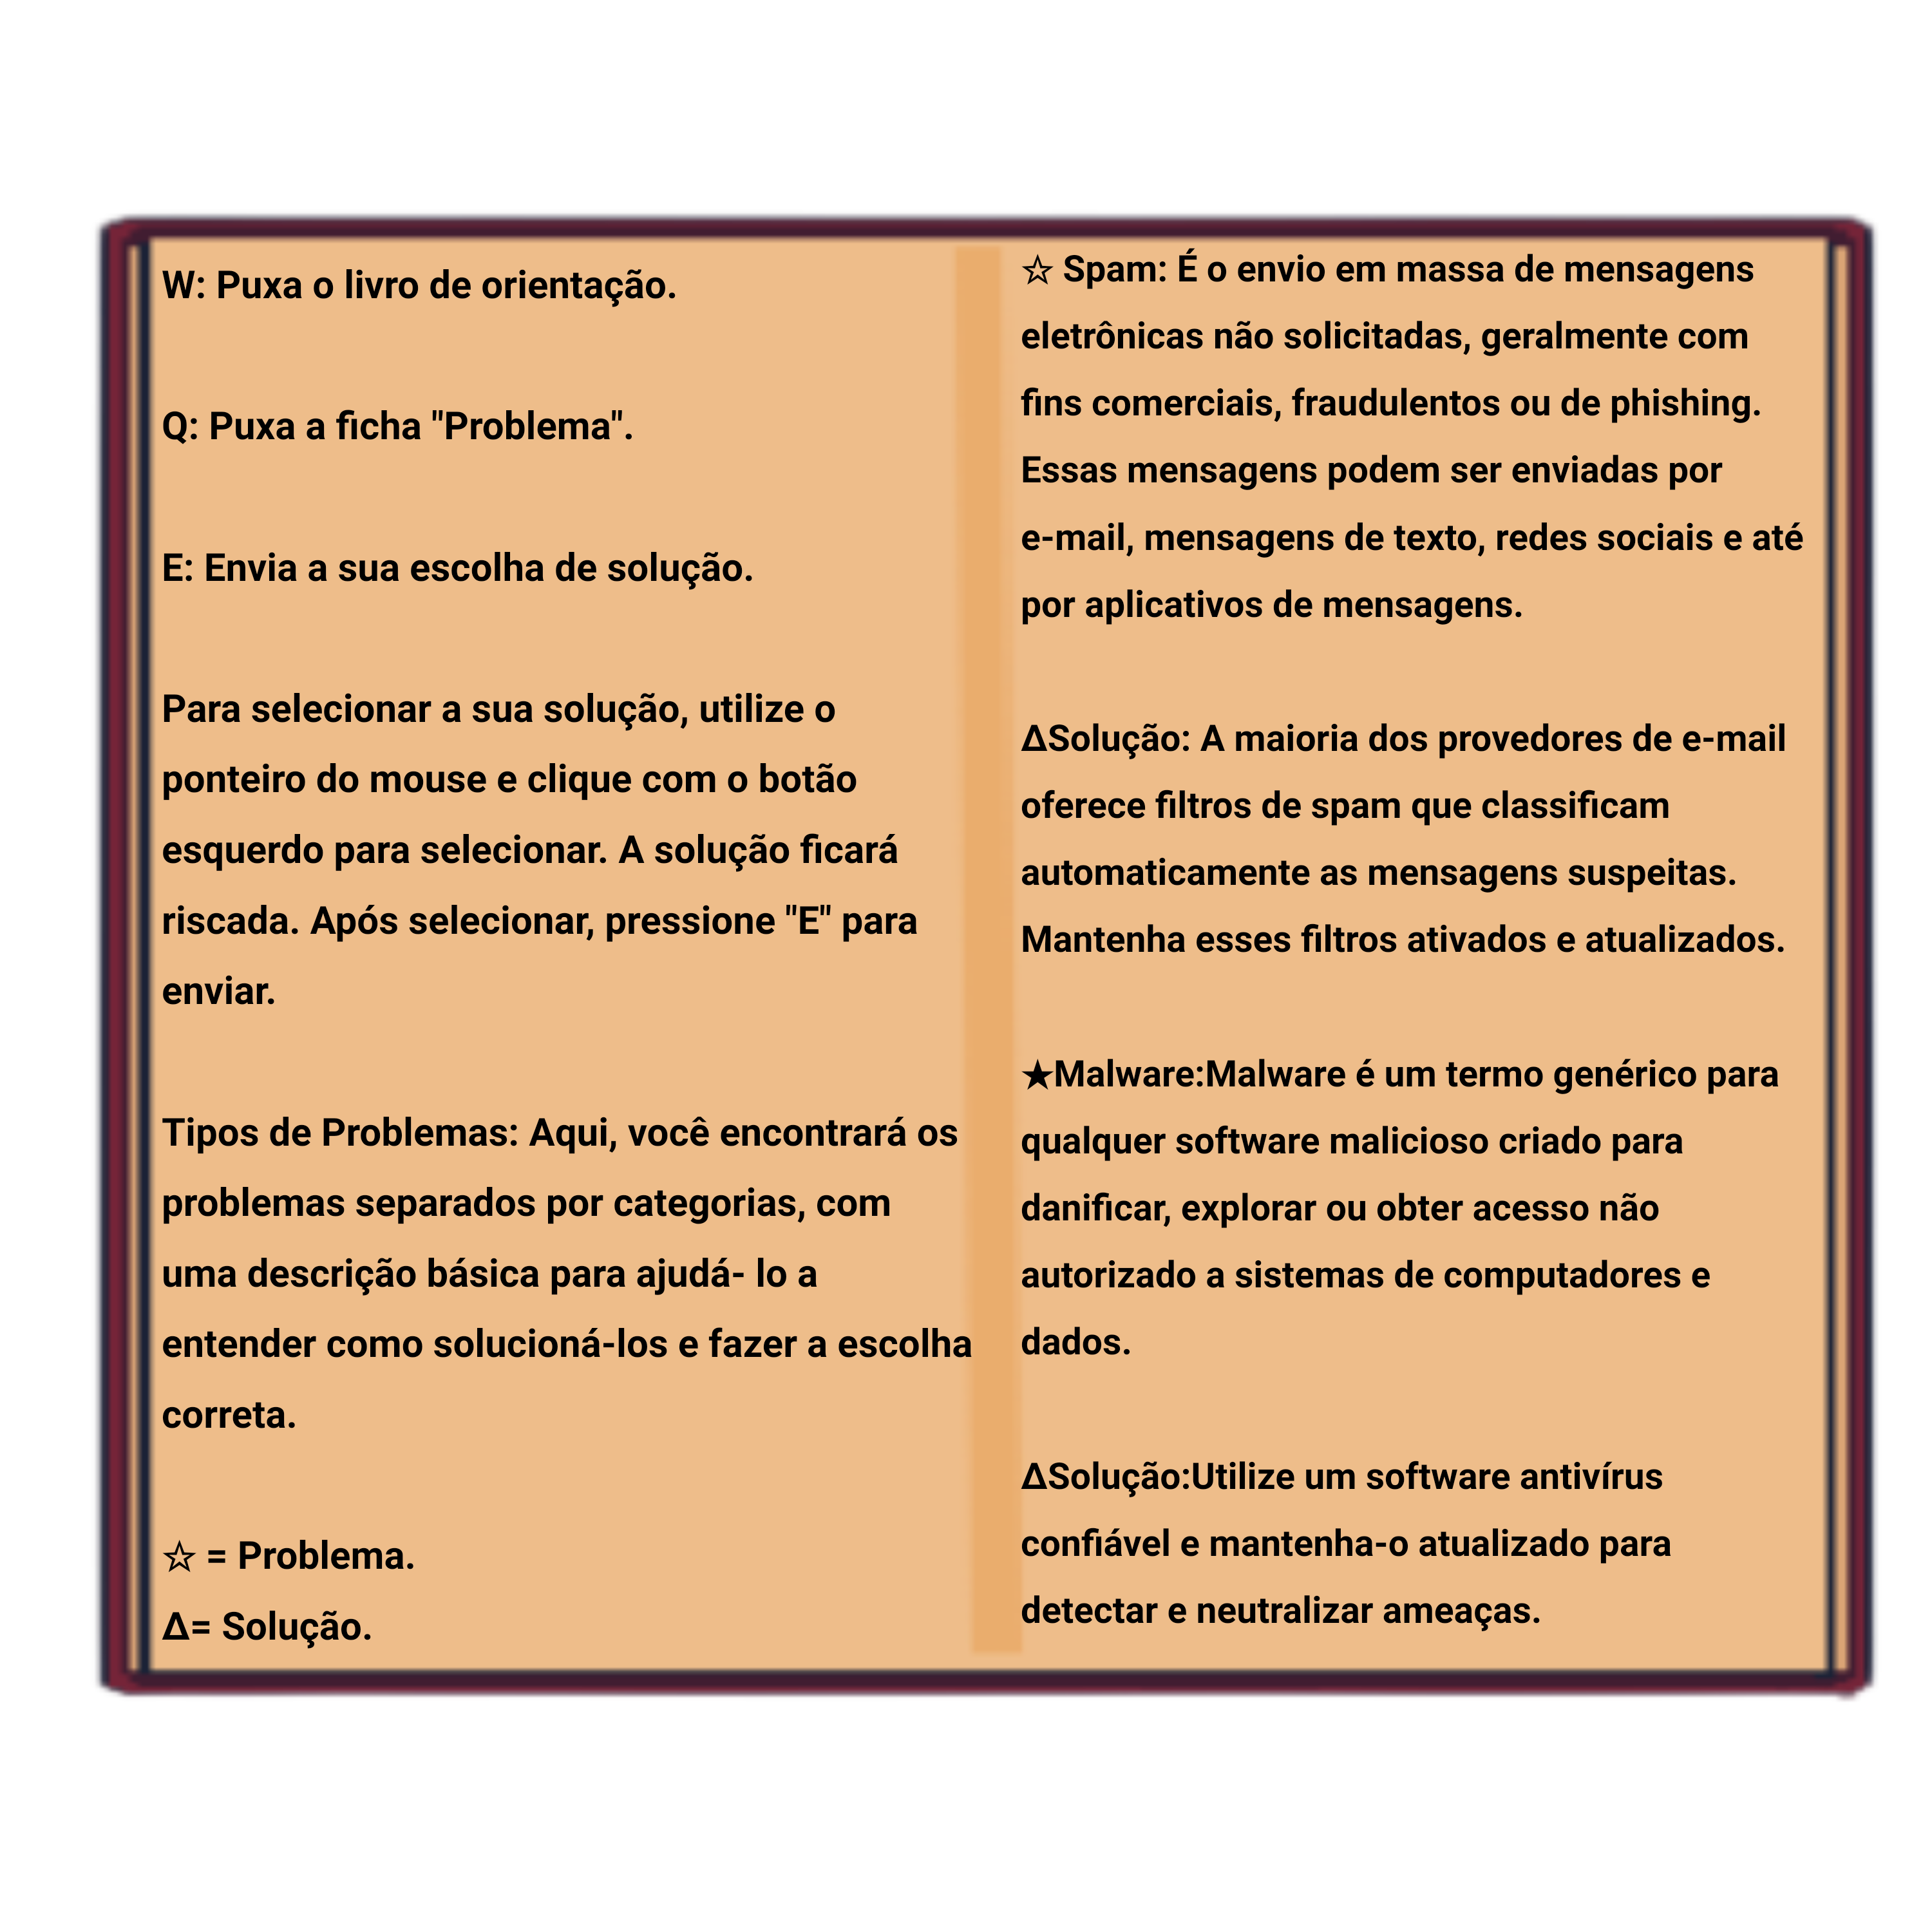 W: Puxa o livro de orientação.
Q: Puxa a ficha "Problema".
E: Envia a sua escolha de solução.
Para selecionar a sua solução, utilize o
ponteiro do mouse e clique com o botão
esquerdo para selecionar. A solução ficará
riscada. Após selecionar, pressione "E" para
enviar.
Tipos de Problemas: Aqui, você encontrará os
problemas separados por categorias, com
uma descrição básica para ajudá- lo a
entender como solucioná-los e fazer a escolha
correta.
☆ = Problema.
Δ= Solução.
☆ Spam: É o envio em massa de mensagens
eletrônicas não solicitadas, geralmente com
fins comerciais, fraudulentos ou de phishing.
Essas mensagens podem ser enviadas por
e-mail, mensagens de texto, redes sociais e até
por aplicativos de mensagens.
ΔSolução: A maioria dos provedores de e-mail
oferece filtros de spam que classificam
automaticamente as mensagens suspeitas.
Mantenha esses filtros ativados e atualizados.
★Malware:Malware é um termo genérico para
qualquer software malicioso criado para
danificar, explorar ou obter acesso não
autorizado a sistemas de computadores e
dados.
ΔSolução:Utilize um software antivírus
confiável e mantenha-o atualizado para
detectar e neutralizar ameaças.